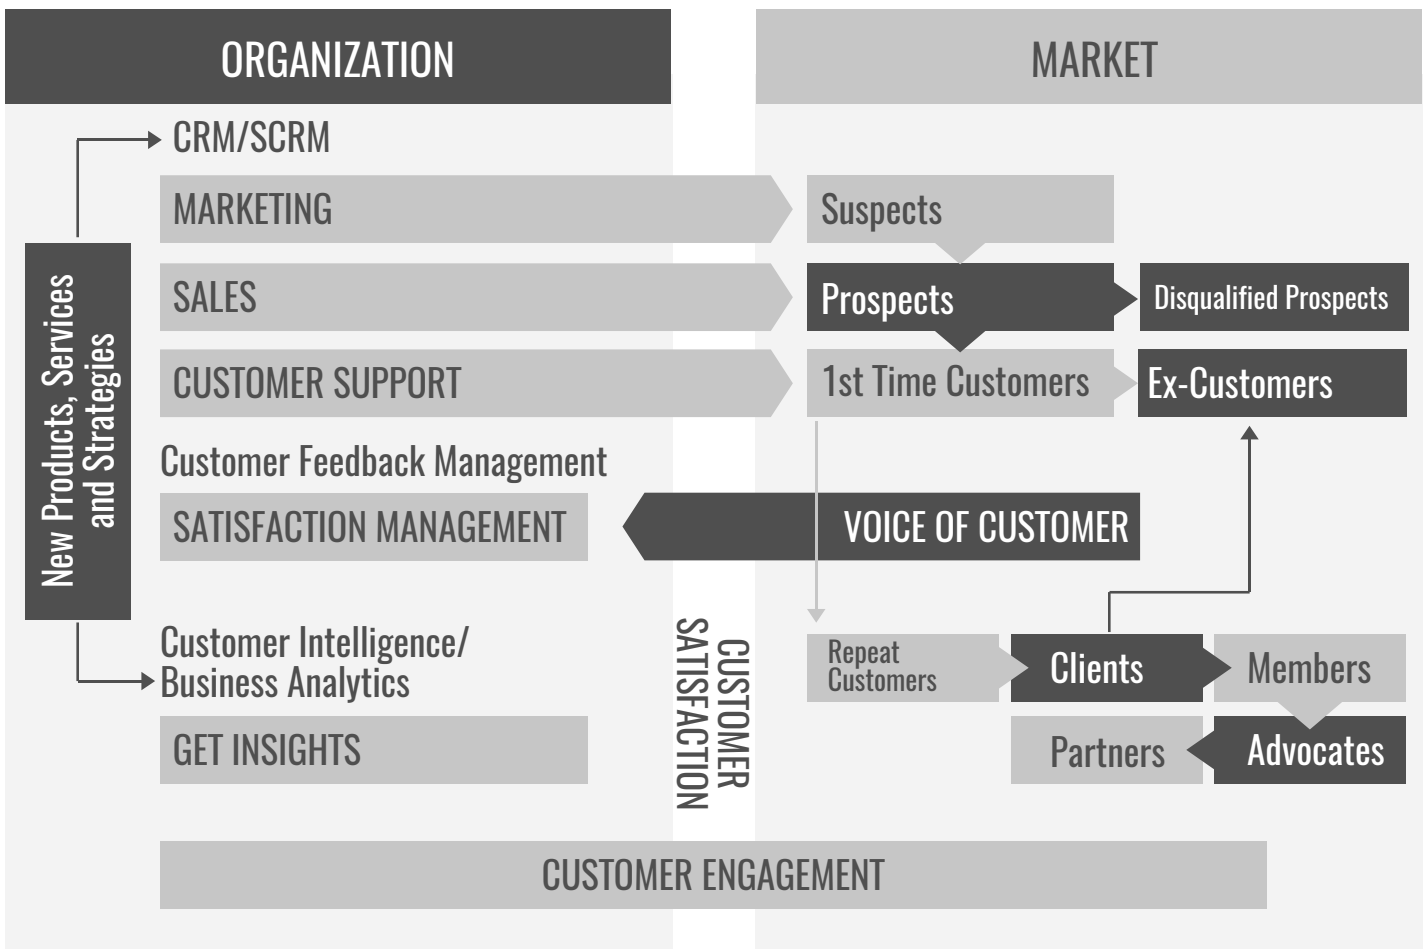 ORGANIZATION
MARKET
CRM/SCRM
MARKETING
SALES
CUSTOMER SUPPORT
New Products, Services
and Strategies
Customer Feedback Management
SATISFACTION MANAGEMENT
Customer Intelligence/
Business Analytics
GET INSIGHTS
CUSTOMER
SATISFACTION
Suspects
Prospects
Disqualified Prospects
1st Time Customers
Ex-Customers
VOICE OF CUSTOMER
Repeat
Customers
Clients
Members
Partners
Advocates
CUSTOMER ENGAGEMENT